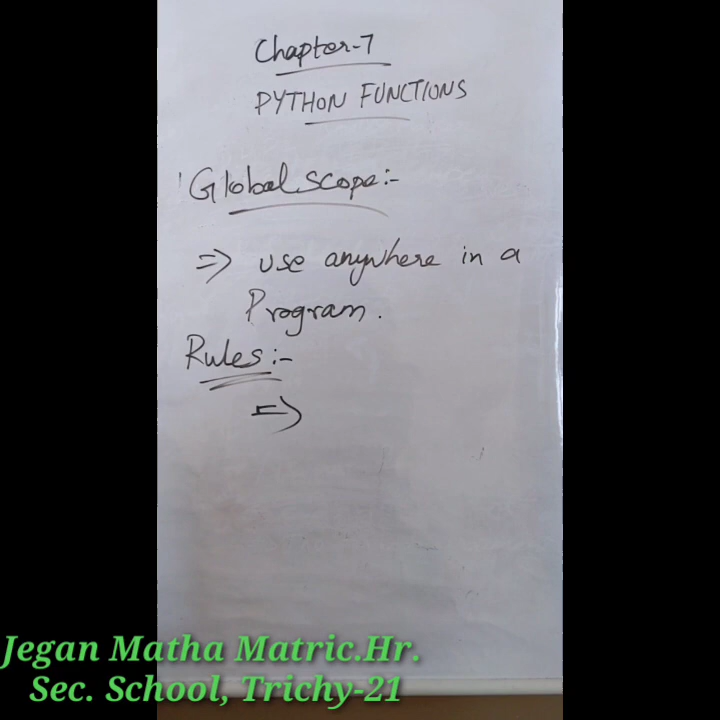 Chapter-7
PYTHON FUNCTIONS
Global scope:-
=> use anywhere in a
Program.
Rules:-
=>
Jegan Matha Matric.Hr.
Sec. School, Trichy-21